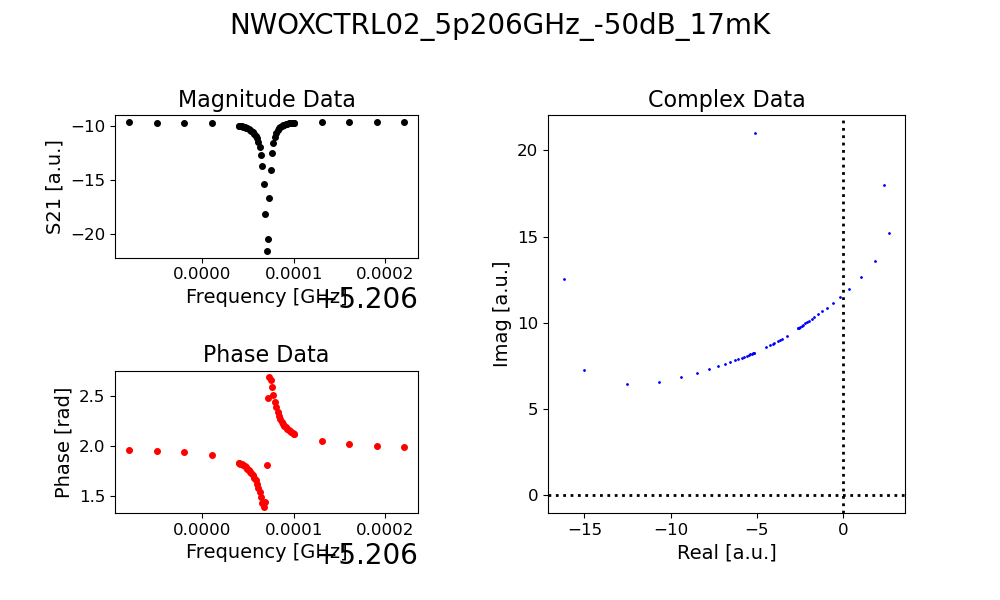 NWOXCTRL02_5p206GHz_-50dB_17mK
Magnitude Data
S21 [a.u.]
−10
−15
−20
0.0000 0.0001 0.0002
Frequency [GHz]
+5.206
Phase Data
Phase [rad]
2.5
2.0
1.5
0.0000 0.0001 0.0002
Frequency [GHz]
+5.206
Complex Data
Imag [a.u.]
20
15
10
5
0
−15 −10 −5 0
Real [a.u.]